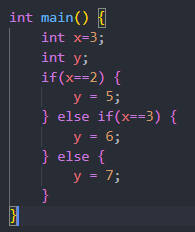 int main() {
    int x=3;
    int y;
    if(x==2) {
        y = 5;
    } else if(x==3) {
        y = 6;
    } else {
        y = 7;
    }
}